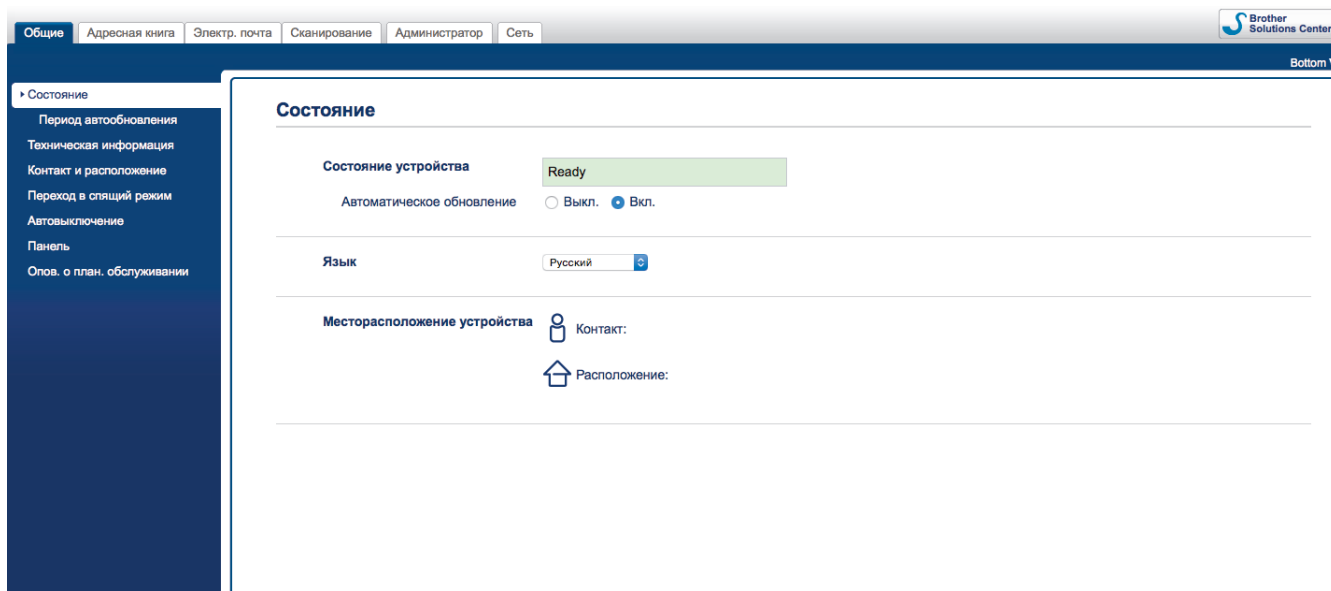 Общие Адресная книга Электр. почта Сканирование Администратор Сеть
Brother
Solutions Center
Bottom
Состояние
Период автообновления
Техническая информация
Контакт и расположение
Переход в спящий режим
Автовыключение
Панель
Опов. о план. обслуживании
Состояние
Состояние устройства Ready
Автоматическое обновление Выкл. Вкл.
Язык Русский
Месторасположение устройства Контакт:
Расположение: